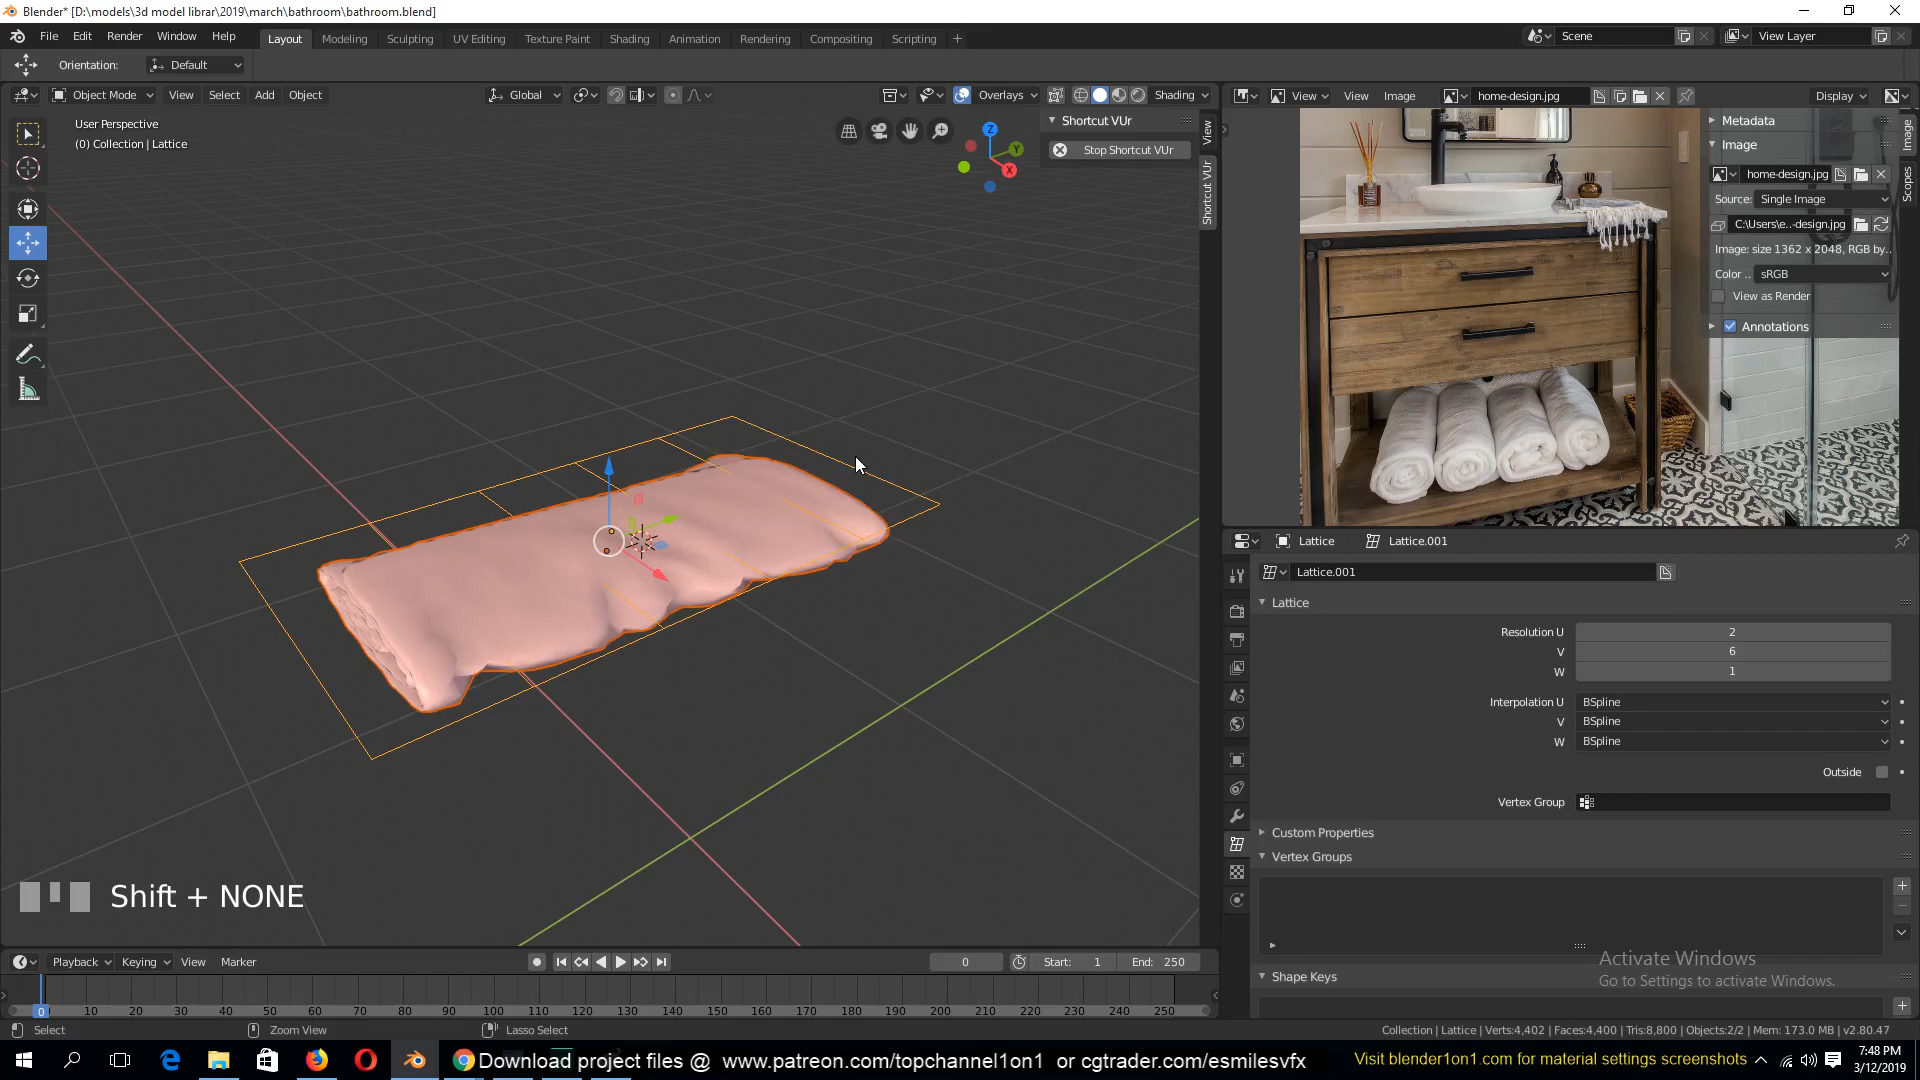 Blender* [D:\models\3d model librar\2019\march\bathroom\bathroom.blend]
File Edit Render Window Help Layout Modeling Sculpting UV Editing Texture Paint Shading Animation Rendering Compositing Scripting + Scene View Layer
Orientation: Default
Object Mode View Select Add Object Global Overlays Shading View View Image home-design.jpg Display
User Perspective
(0) Collection | Lattice
Z
Y
X
Shortcut VUr
Stop Shortcut VUr
View
Shortcut VUr
Metadata
Image
home-design.jpg
Source: Single Image
C:\Users\e..-design.jpg
Image: size 1362 x 2048, RGB by..
Color .. sRGB
View as Render
Annotations
Image
Scopes
Lattice Lattice.001
Lattice.001
Lattice
Resolution U 2
V 6
W 1
Interpolation U BSpline
V BSpline
W BSpline
Outside
Vertex Group
Custom Properties
Vertex Groups
Shape Keys
Activate Windows
Go to Settings to activate Windows.
Shift + NONE
Playback Keying View Marker 0 Start: 1 End: 250
0 10 20 30 40 50 60 70 80 90 100 110 120 130 140 150 160 170 180 190 200 210 220 230 240 250
Select Zoom View Lasso Select Collection | Lattice | Verts:4,402 | Faces:4,400 | Tris:8,800 | Objects:2/2 | Mem: 173.0 MB | v2.80.47
Download project files @ www.patreon.com/topchannel1on1 or cgtrader.com/esmilesvfx
Visit blender1on1.com for material settings screenshots
7:48 PM
3/12/2019